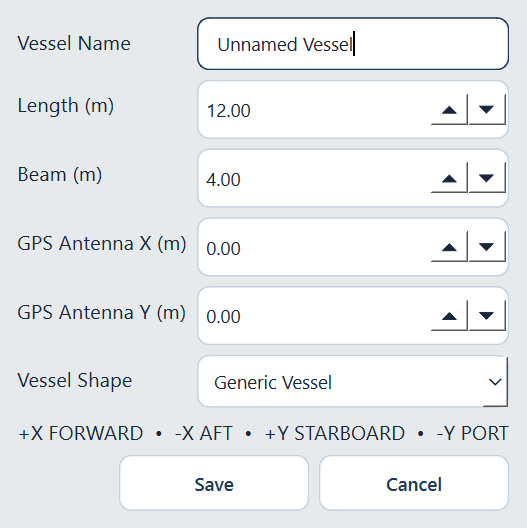 Vessel Name Unnamed Vessel
Length (m) 12.00
Beam (m) 4.00
GPS Antenna X (m) 0.00
GPS Antenna Y (m) 0.00
Vessel Shape Generic Vessel
+X FORWARD • -X AFT • +Y STARBOARD • -Y PORT
Save Cancel